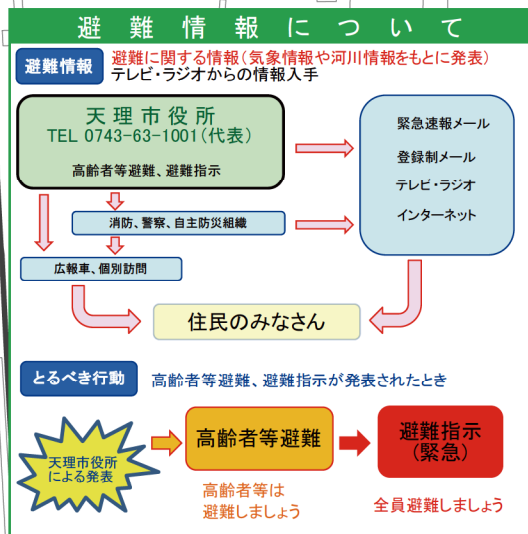 避難情報について
避難情報
避難に関する情報(気象情報や河川情報をもとに発表)
テレビ・ラジオからの情報入手
天理市役所
TEL 0743-63-1001(代表)
高齢者等避難、避難指示
緊急速報メール
登録制メール
テレビ・ラジオ
インターネット
消防、警察、自主防災組織
広報車、個別訪問
住民のみなさん
とるべき行動
高齢者等避難、避難指示が発表されたとき
天理市役所
による発表
高齢者等避難
避難指示
(緊急)
高齢者等は
避難しましょう
全員避難しましょう